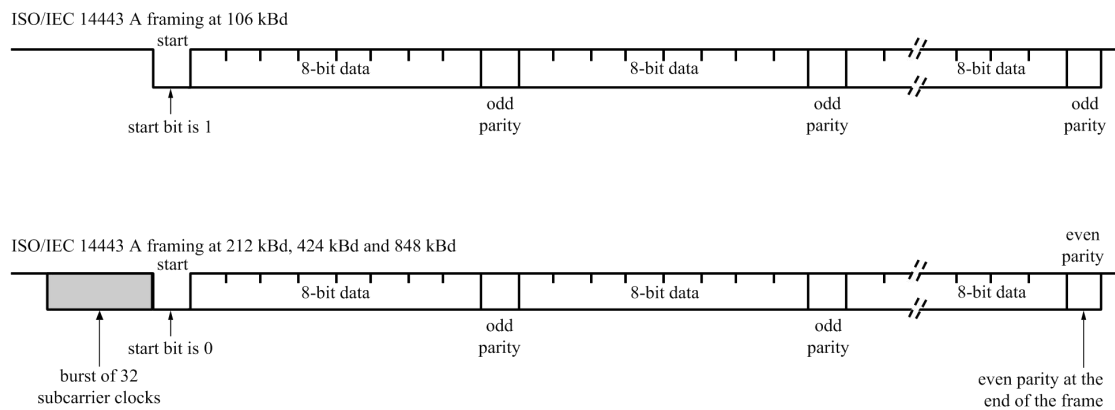 ISO/IEC 14443 A framing at 106 kBd
start
8-bit data
8-bit data
8-bit data
start bit is 1
odd
parity
odd
parity
odd
parity
ISO/IEC 14443 A framing at 212 kBd, 424 kBd and 848 kBd
even
parity
start
8-bit data
8-bit data
8-bit data
start bit is 0
odd
parity
odd
parity
burst of 32
subcarrier clocks
even parity at the
end of the frame